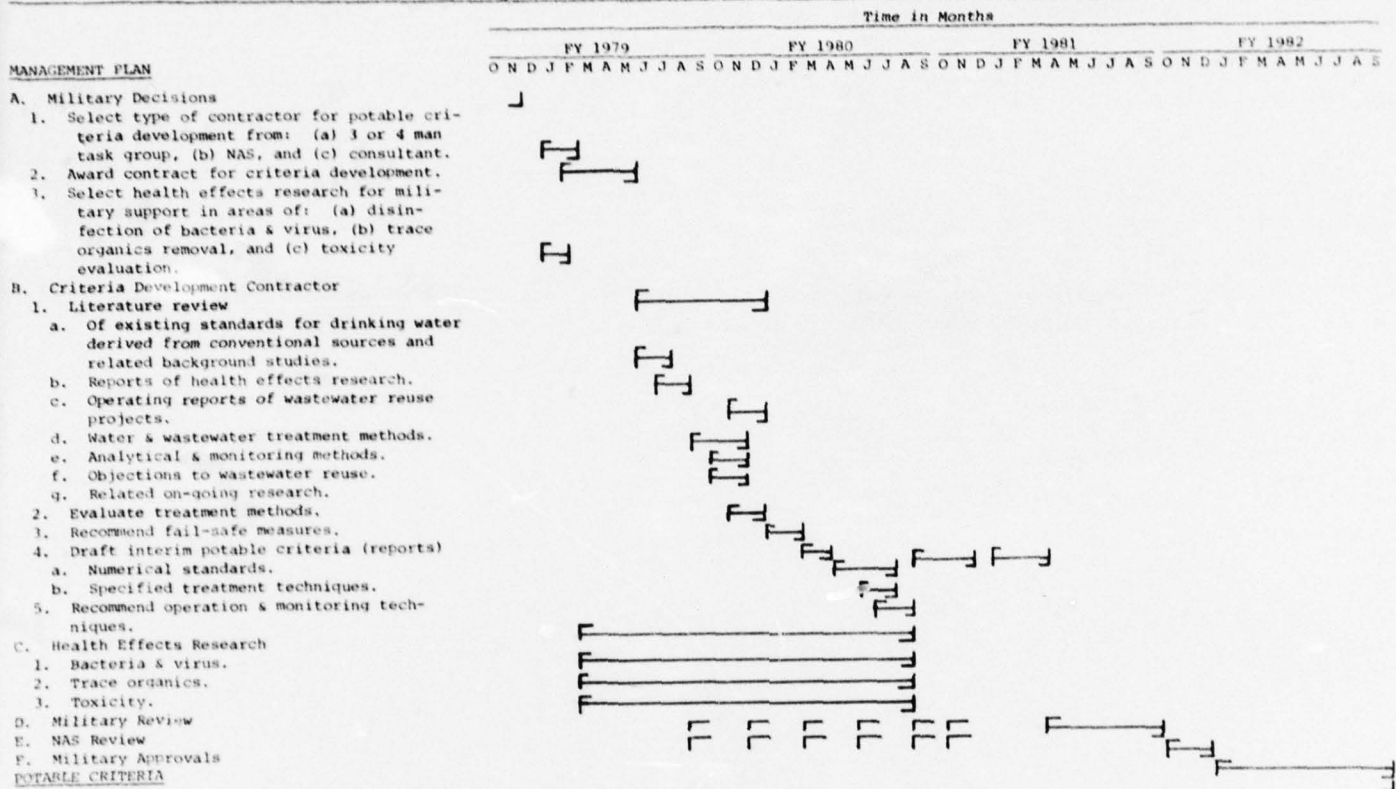 Time in Months
FY 1979 FY 1980 FY 1981 FY 1982
MANAGEMENT PLAN O N D J F M A M J J A S O N D J F M A M J J A S O N D J F M A M J J A S O N D J F M A M J J A S
A. Military Decisions
1. Select type of contractor for potable cri-
teria development from: (a) 3 or 4 man
task group, (b) NAS, and (c) consultant.
2. Award contract for criteria development.
3. Select health effects research for mili-
tary support in areas of: (a) disin-
fection of bacteria & virus, (b) trace
organics removal, and (c) toxicity
evaluation.
B. Criteria Development Contractor
1. Literature review
a. Of existing standards for drinking water
derived from conventional sources and
related background studies.
b. Reports of health effects research.
c. Operating reports of wastewater reuse
projects.
d. Water & wastewater treatment methods.
e. Analytical & monitoring methods.
f. Objections to wastewater reuse.
g. Related on-going research.
2. Evaluate treatment methods.
3. Recommend fail-safe measures.
4. Draft interim potable criteria (reports)
a. Numerical standards.
b. Specified treatment techniques.
5. Recommend operation & monitoring tech-
niques.
C. Health Effects Research
1. Bacteria & virus.
2. Trace organics.
3. Toxicity.
D. Military Review
E. NAS Review
F. Military Approvals
POTABLE CRITERIA